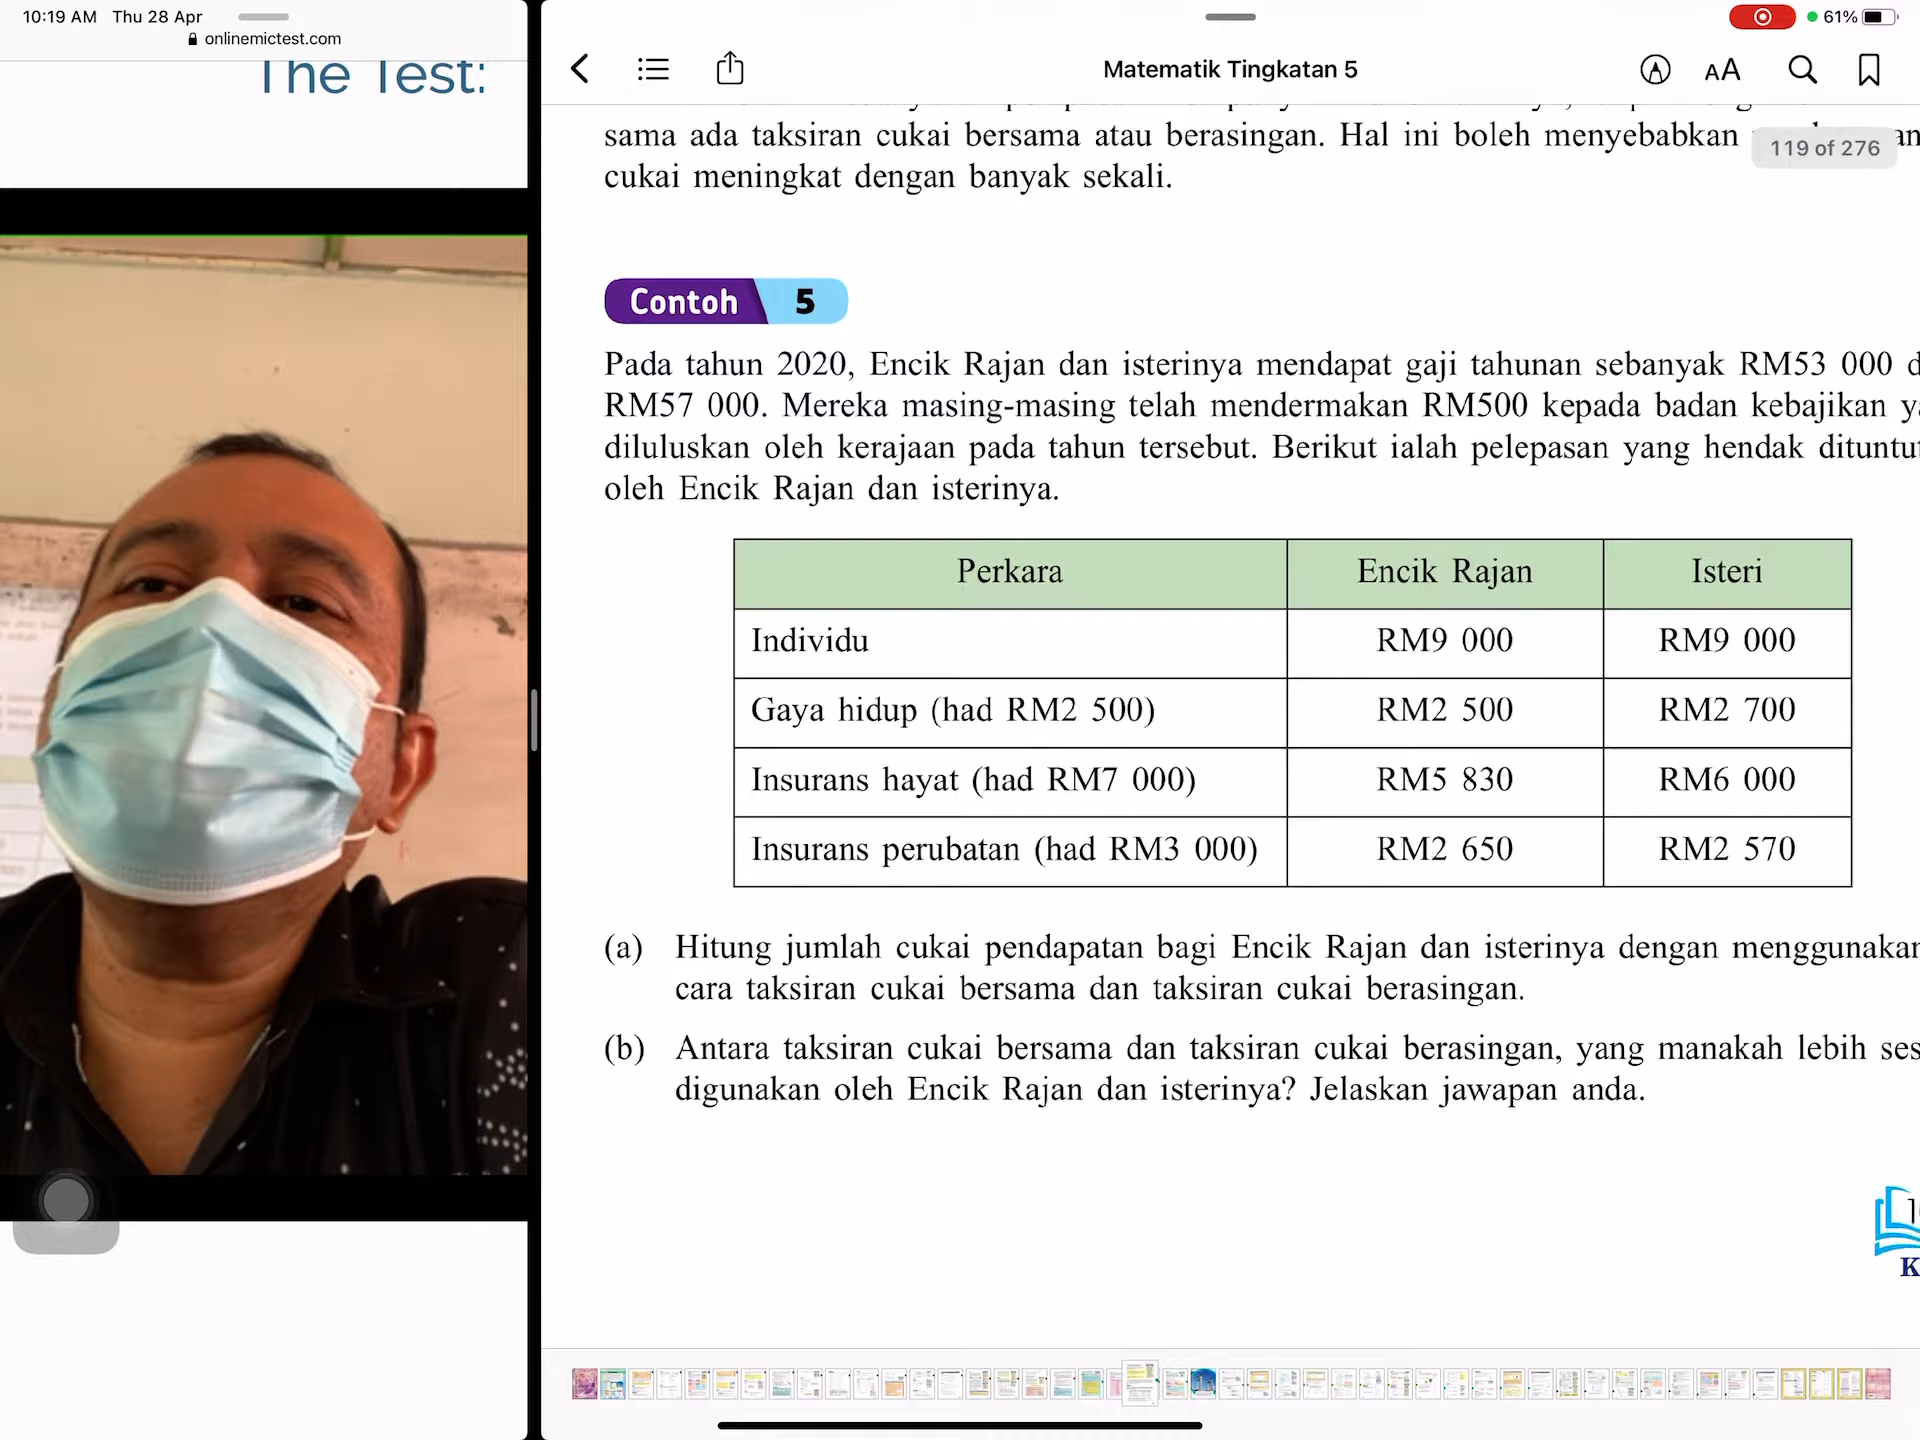 10:19 AM Thu 28 Apr
onlinemictest.com
The Test:
61%
Matematik Tingkatan 5
119 of 276
sama ada taksiran cukai bersama atau berasingan. Hal ini boleh menyebabkan
cukai meningkat dengan banyak sekali.
Contoh 5
Pada tahun 2020, Encik Rajan dan isterinya mendapat gaji tahunan sebanyak RM53 000 d
RM57 000. Mereka masing-masing telah mendermakan RM500 kepada badan kebajikan ya
diluluskan oleh kerajaan pada tahun tersebut. Berikut ialah pelepasan yang hendak dituntut
oleh Encik Rajan dan isterinya.
Perkara Encik Rajan Isteri
Individu RM9 000 RM9 000
Gaya hidup (had RM2 500) RM2 500 RM2 700
Insurans hayat (had RM7 000) RM5 830 RM6 000
Insurans perubatan (had RM3 000) RM2 650 RM2 570
(a) Hitung jumlah cukai pendapatan bagi Encik Rajan dan isterinya dengan menggunakan
cara taksiran cukai bersama dan taksiran cukai berasingan.
(b) Antara taksiran cukai bersama dan taksiran cukai berasingan, yang manakah lebih ses
digunakan oleh Encik Rajan dan isterinya? Jelaskan jawapan anda.
K